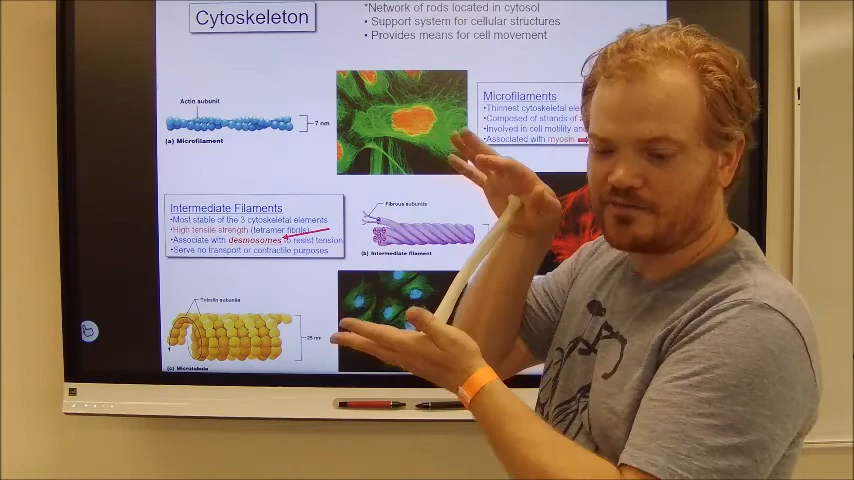 Cytoskeleton
*Network of rods located in cytosol
• Support system for cellular structures
• Provides means for cell movement
Actin subunit
7 nm
(a) Microfilament
Microfilaments
•Thinnest cytoskeletal
•Composed of strands of
•Involved in cell motility
•Associated with myosin
Intermediate Filaments
•Most stable of the 3 cytoskeletal elements
•High tensile strength (tetramer fibrils)
•Associate with desmosomes to resist tension
•Serve no transport or contractile purposes
Fibrous subunits
(b) Intermediate filament
Tubulin subunits
25 nm
(c) Microtubule